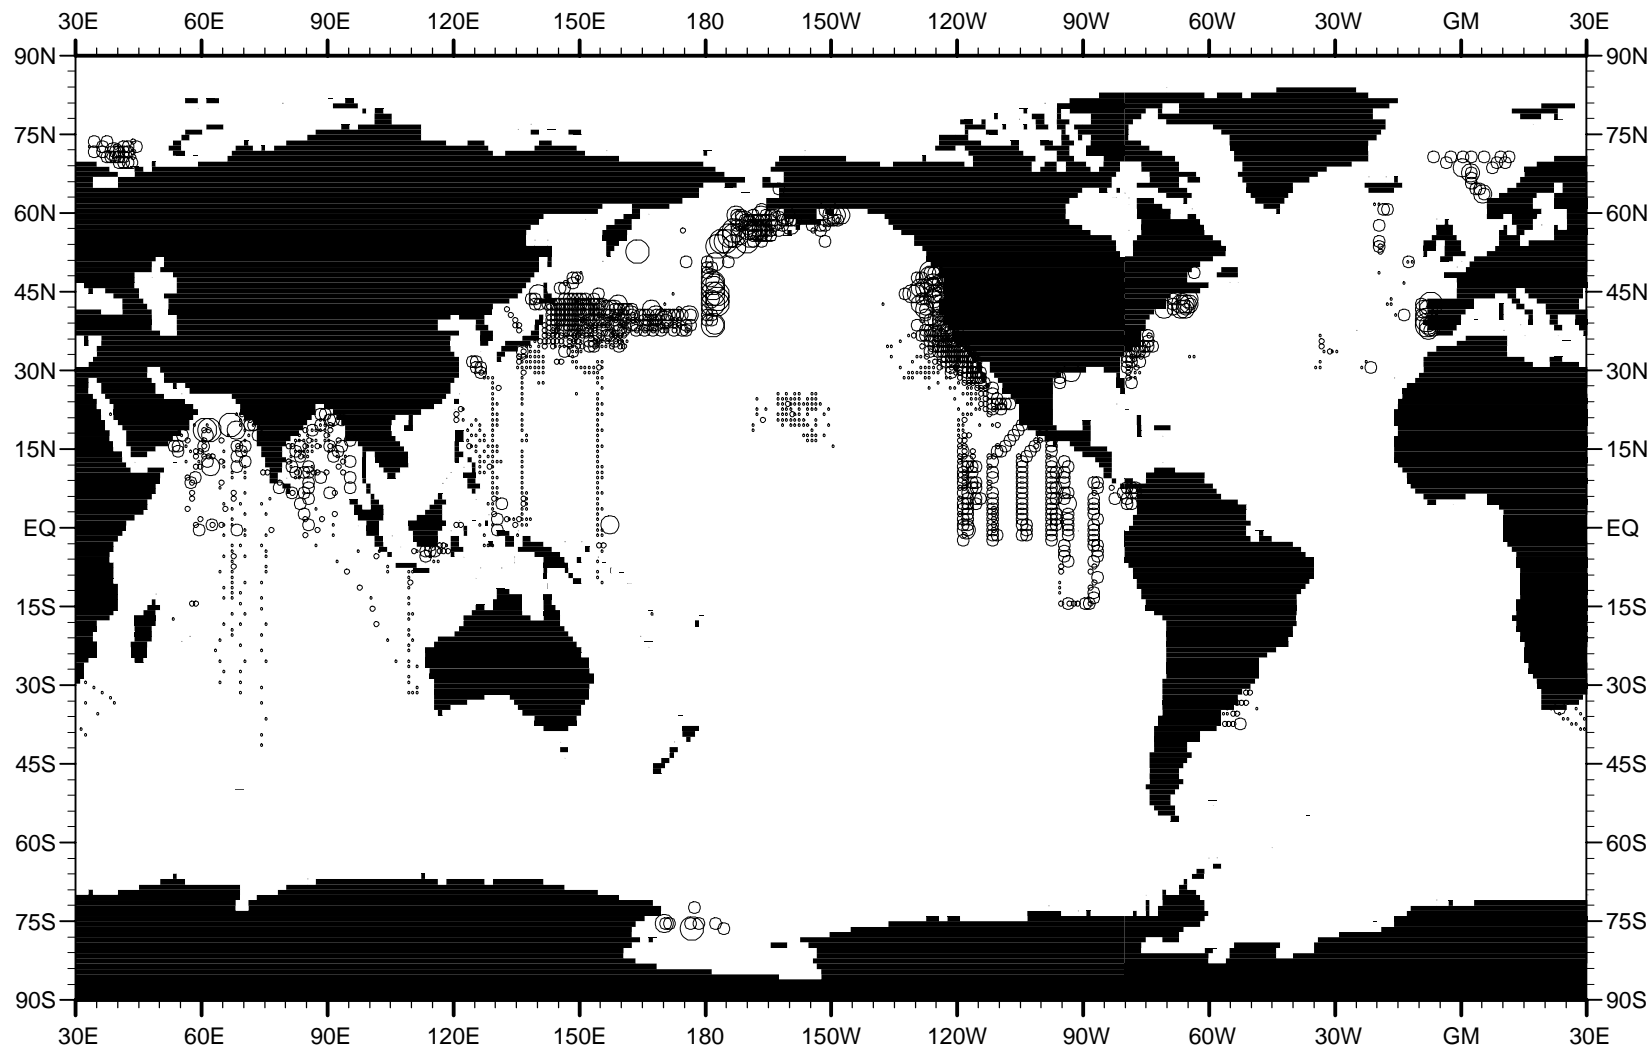 30E 60E 90E 120E 150E 180 150W 120W 90W 60W 30W GM 30E
90N 90N
75N 75N
60N 60N
45N 45N
30N 30N
15N 15N
EQ EQ
15S 15S
30S 30S
45S 45S
60S 60S
75S 75S
90S 90S
30E 60E 90E 120E 150E 180 150W 120W 90W 60W 30W GM 30E